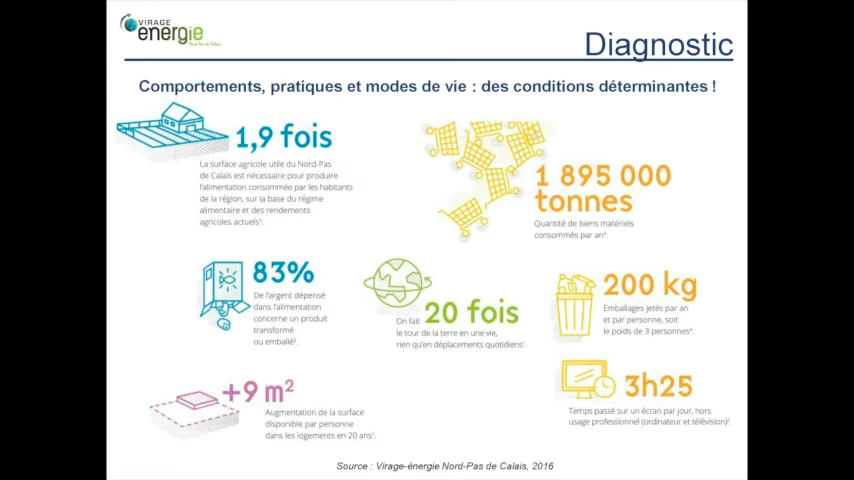 VIRAGE
énergie
Nord-Pas de Calais
Diagnostic
Comportements, pratiques et modes de vie : des conditions déterminantes !
1,9 fois
La surface agricole utile du Nord-Pas
de Calais est nécessaire pour produire
l'alimentation consommée par les habitants
de la région, sur la base du régime
alimentaire et des rendements
agricoles actuels
1 895 000
tonnes
Quantité de biens matériels
consommés par an
83%
De l'argent dépensé
dans l'alimentation
concerne un produit
transformé
ou emballé
On fait 20 fois
le tour de la terre en une vie,
rien qu'en déplacements quotidiens
200 kg
Emballages jetés par an
et par personne, soit
le poids de 3 personnes
+9 m²
Augmentation de la surface
disponible par personne
dans les logements en 20 ans
3h25
Temps passé sur un écran par jour, hors
usage professionnel (ordinateur et télévision)
Source : Virage-énergie Nord-Pas de Calais, 2016